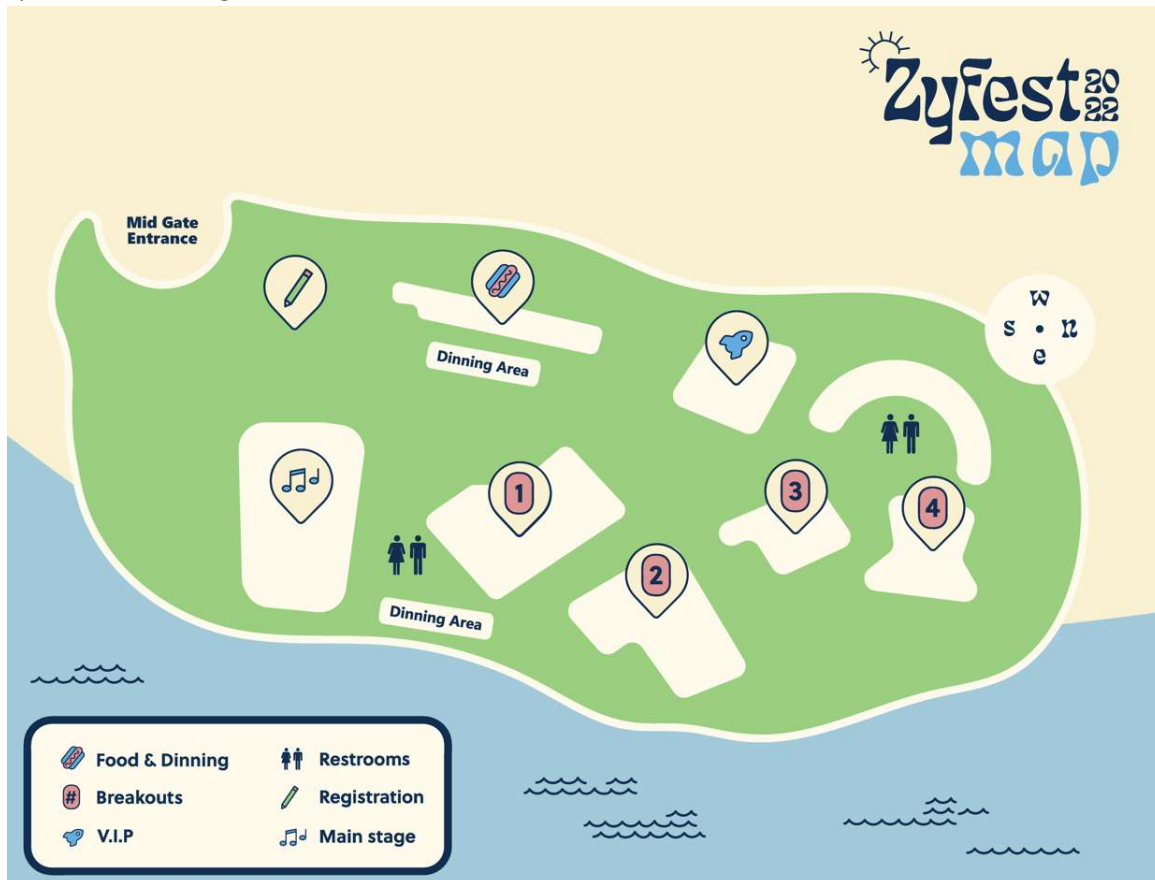 Zyfest 20
22
map
Mid Gate
Entrance
w
s n
e
Dinning Area
1
3
4
2
Dinning Area
Food & Dinning
Restrooms
# Breakouts
Registration
V.I.P
Main stage